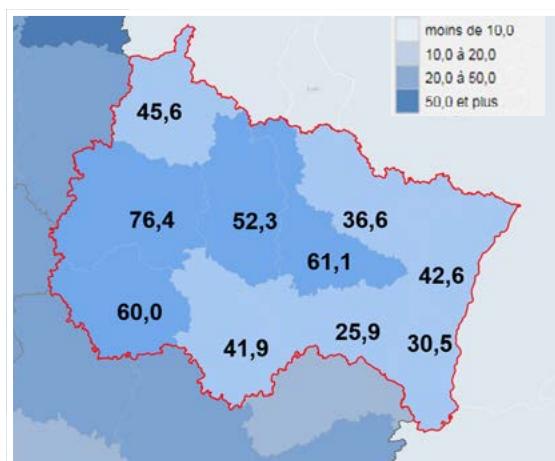 moins de 10,0
10,0 à 20,0
20,0 à 50,0
50,0 et plus
45,6
76,4
52,3
36,6
61,1
42,6
60,0
41,9
25,9
30,5